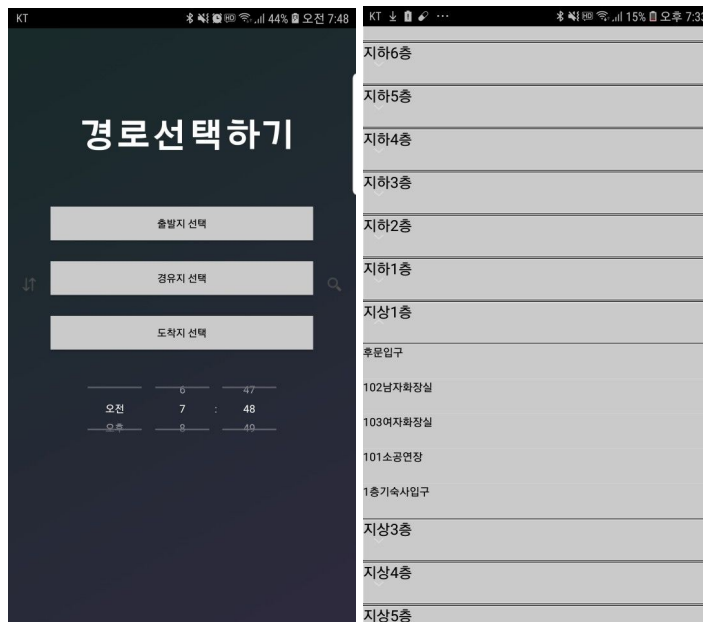 KT
44% 오전 7:48
경로선택하기
출발지 선택
경유지 선택
도착지 선택
6 47
오전 7 : 48
오후 8 49
KT ··· HD 15% 오후 7:33
지하6층
지하5층
지하4층
지하3층
지하2층
지하1층
지상1층
후문입구
102남자화장실
103여자화장실
101소공연장
1층기숙사입구
지상3층
지상4층
지상5층